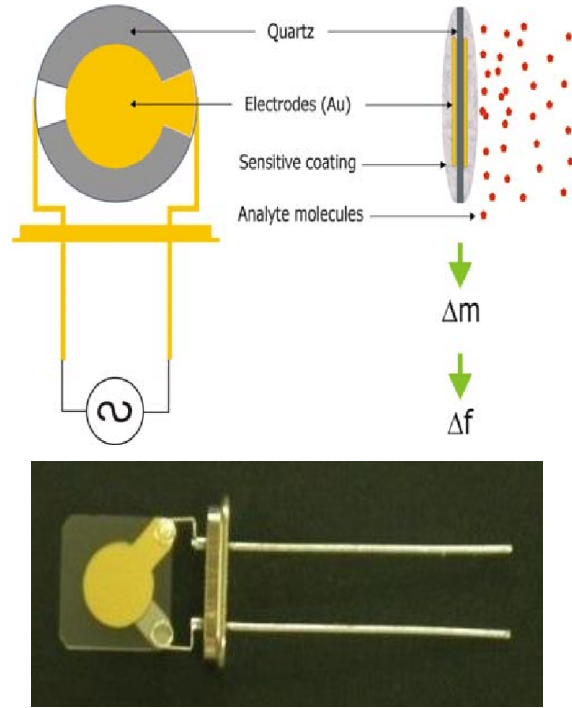 Quartz
Electrodes (Au)
Sensitive coating
Analyte molecules
Δm
Δf